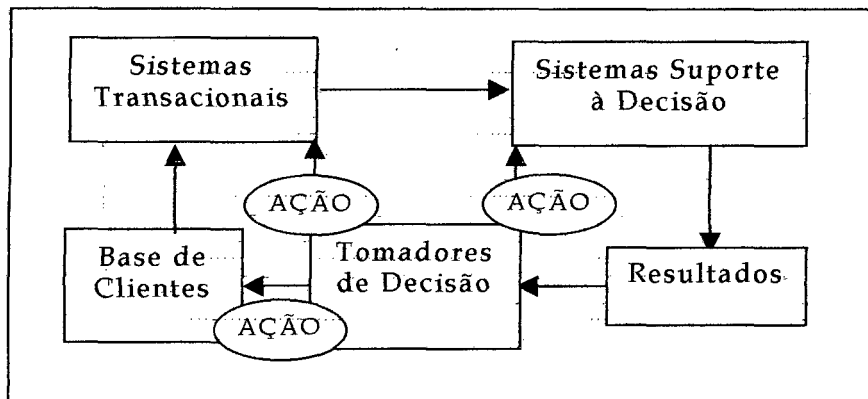 Sistemas
Transacionais
Sistemas Suporte
à Decisão
AÇÃO
AÇÃO
Base de
Clientes
Tomadores
de Decisão
Resultados
AÇÃO